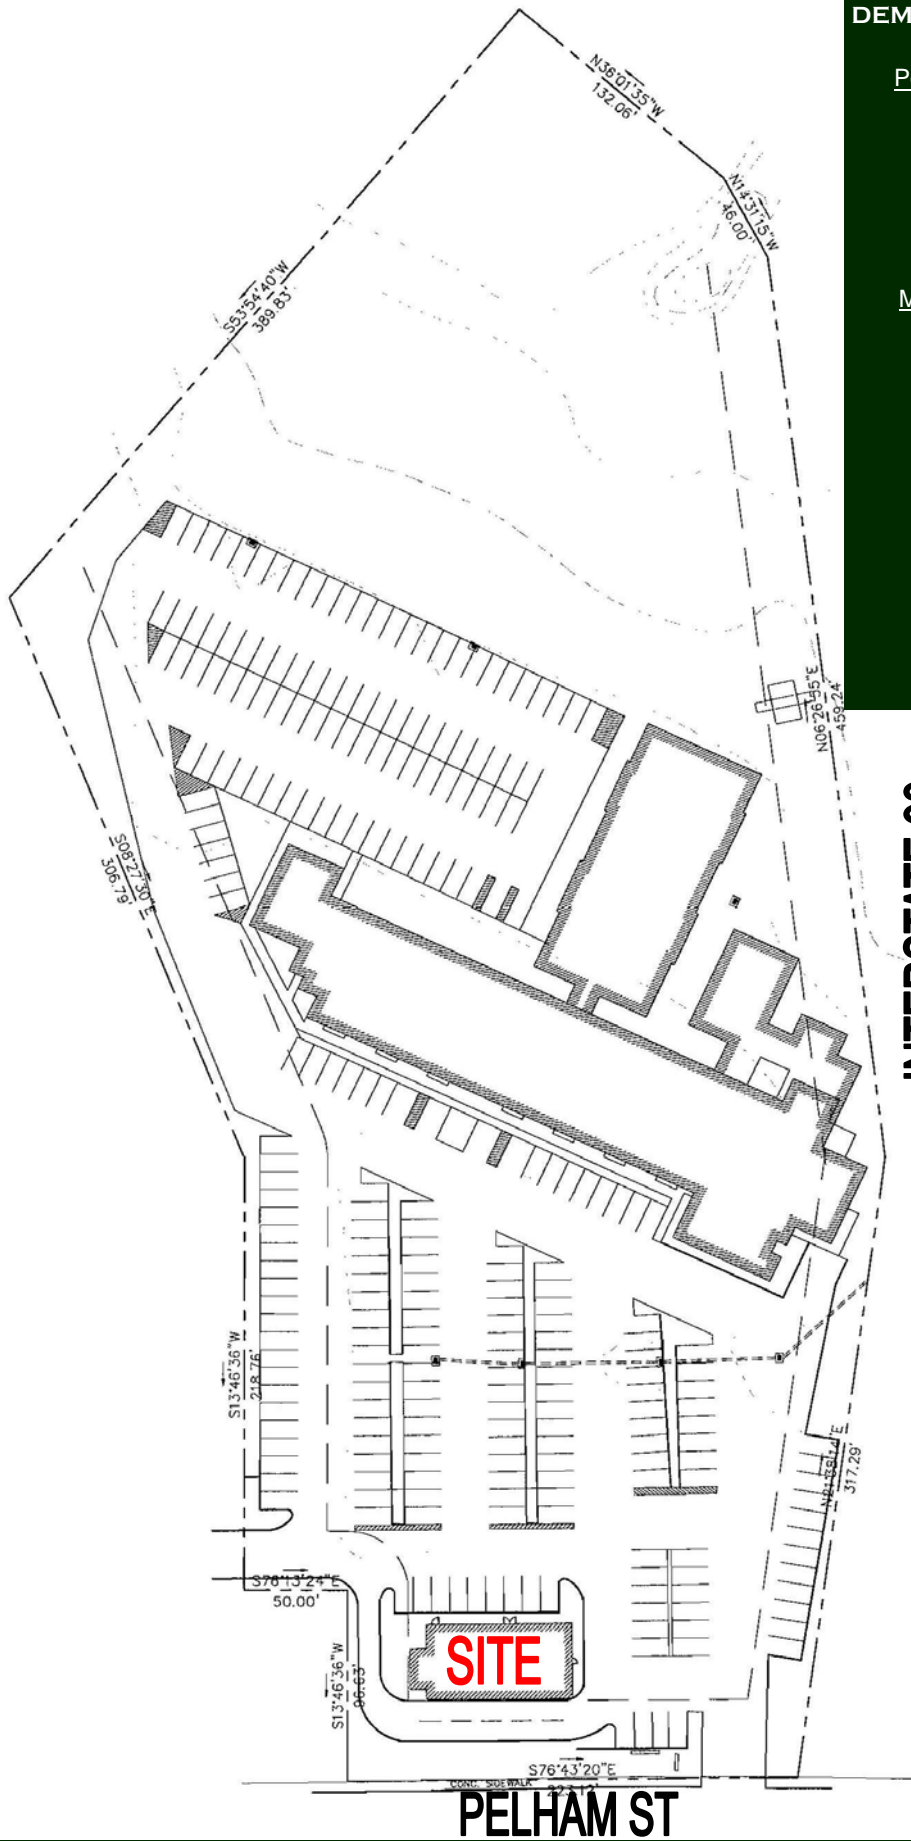 DEM
N36°01'35"W
132.06'
N14°31'15"W
46.00'
S53°54'40"W
389.83'
N06°26'55"E
459.24
S08°27'30"E
306.79'
S13°46'36"W
218.76'
317.29'
S76°13'24"E
50.00'
SITE
S13°46'36"W
96.63'
S76°43'20"E
CONC. SIDEWALK
223.12'
PELHAM ST